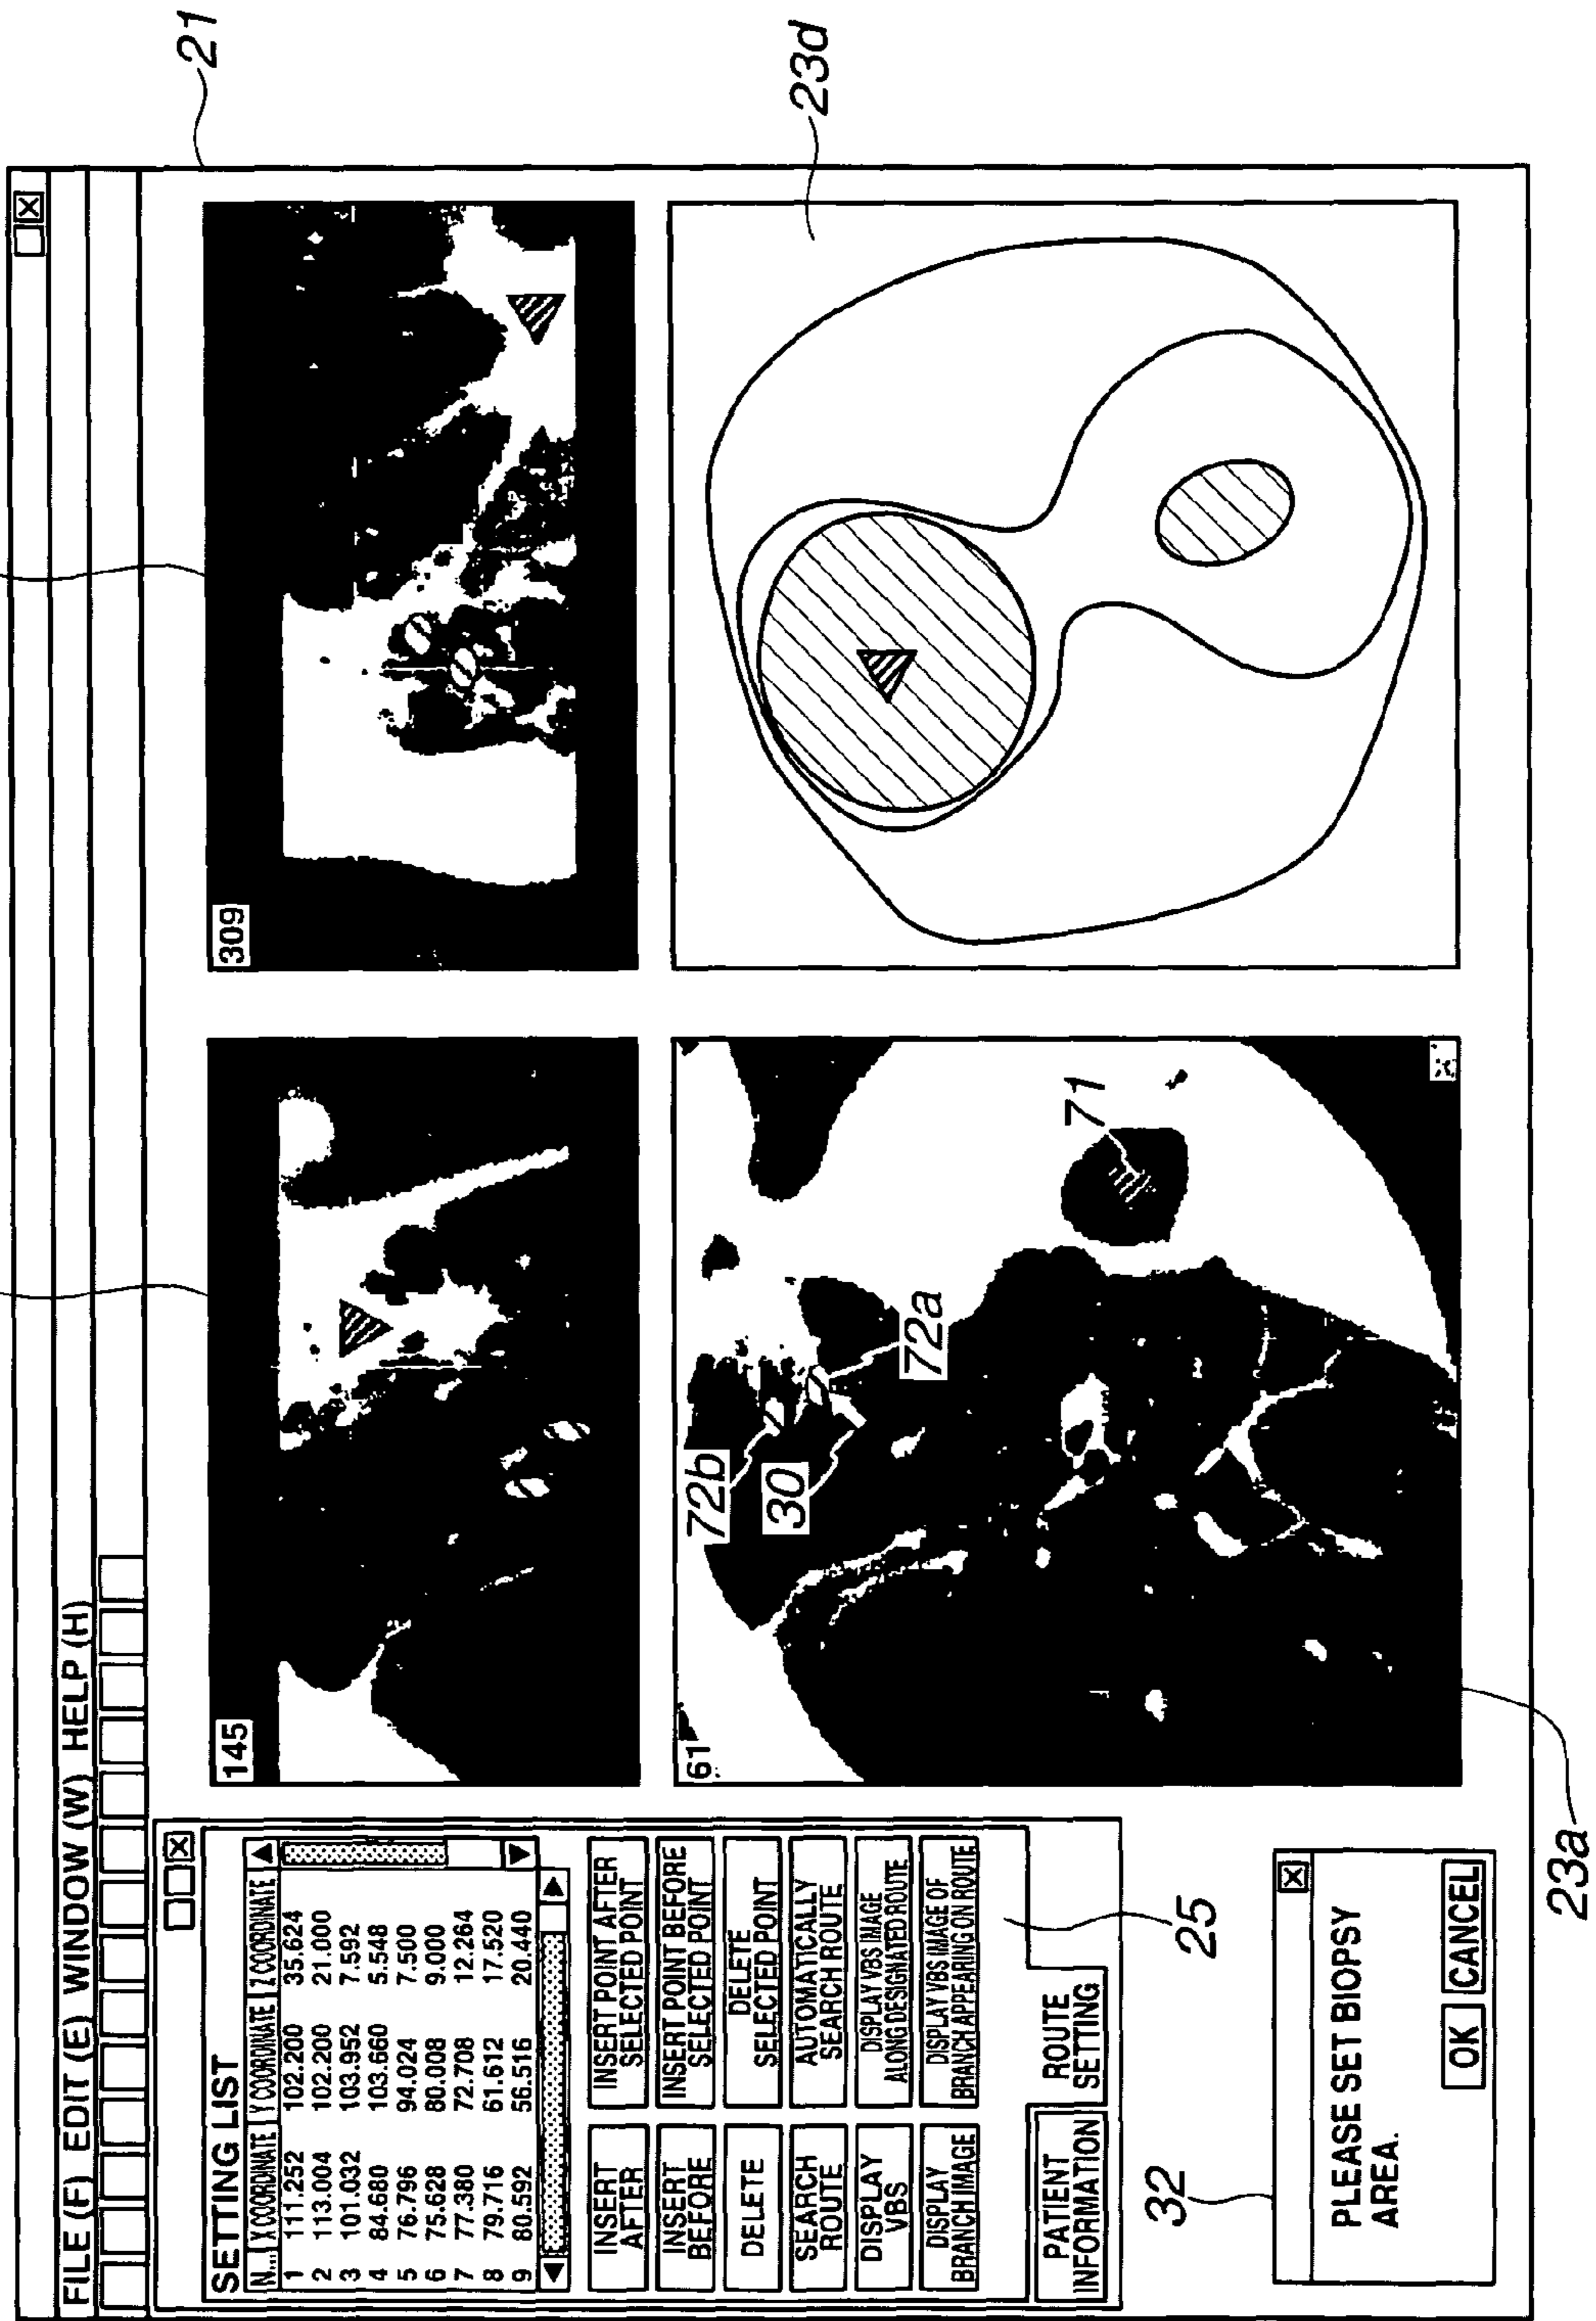 FILE (F) EDIT (E) WINDOW (W) HELP (H)
21
SETTING LIST
N... X COORDINATE Y COORDINATE Z COORDINATE
1 111.252 102.200 35.624
2 113.004 102.200 21.000
3 101.032 103.952 7.592
4 84.680 103.660 5.548
5 76.796 94.024 7.500
6 75.628 80.008 9.000
7 77.380 72.708 12.264
8 79.716 61.612 17.520
9 80.592 56.516 20.440
INSERT
AFTER
INSERT POINT AFTER
SELECTED POINT
INSERT
BEFORE
INSERT POINT BEFORE
SELECTED POINT
DELETE
DELETE
SELECTED POINT
SEARCH
ROUTE
AUTOMATICALLY
SEARCH ROUTE
DISPLAY
VBS
DISPLAY VBS IMAGE
ALONG DESIGNATED ROUTE
DISPLAY
BRANCH IMAGE
DISPLAY VBS IMAGE OF
BRANCH APPEARING ON ROUTE
PATIENT
INFORMATION
ROUTE
SETTING
25
32
PLEASE SET BIOPSY
AREA.
OK
CANCEL
145
309
61
72b
30
72a
71
23d
23a